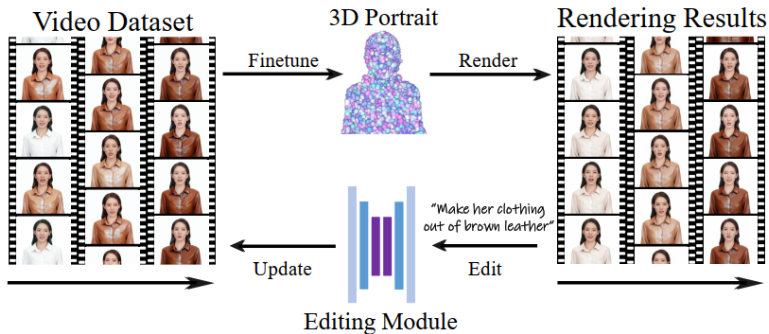 Video Dataset
3D Portrait
Rendering Results
Finetune
Render
"Make her clothing
out of brown leather"
Update
Edit
Editing Module